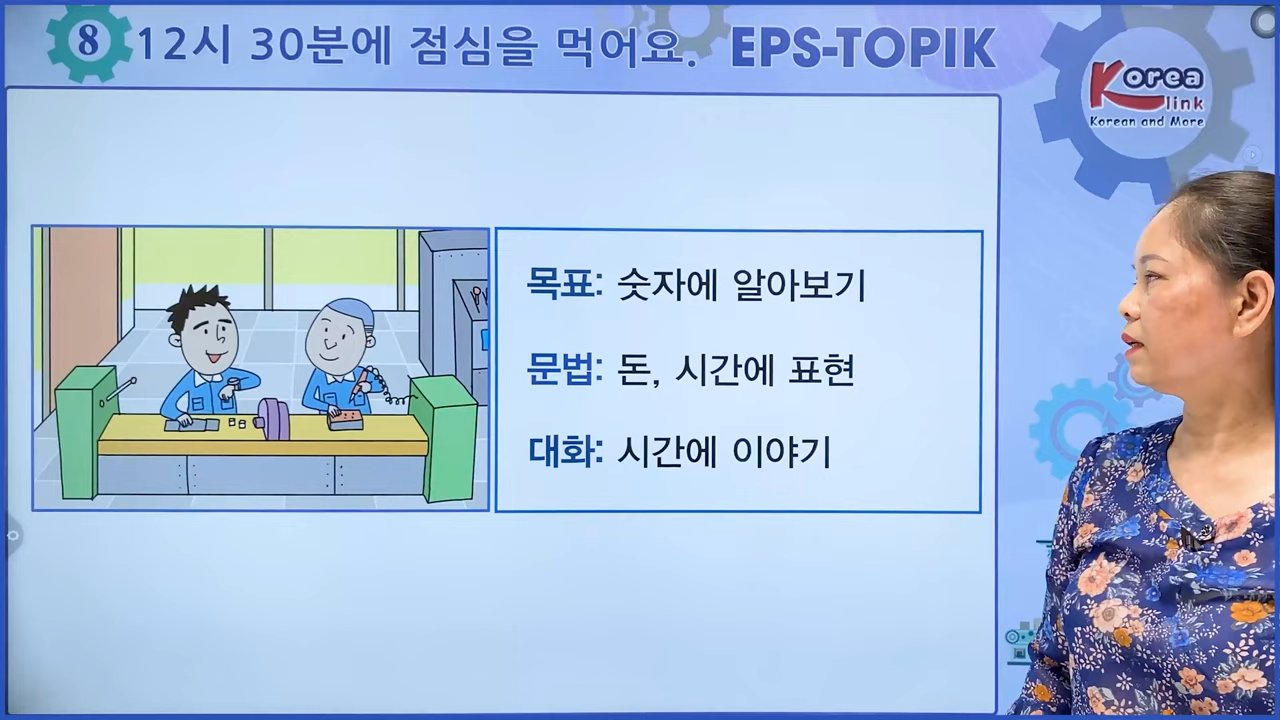 8 12시 30분에 점심을 먹어요. EPS-TOPIK
Korea
link
Korean and More
목표: 숫자에 알아보기
문법: 돈, 시간에 표현
대화: 시간에 이야기